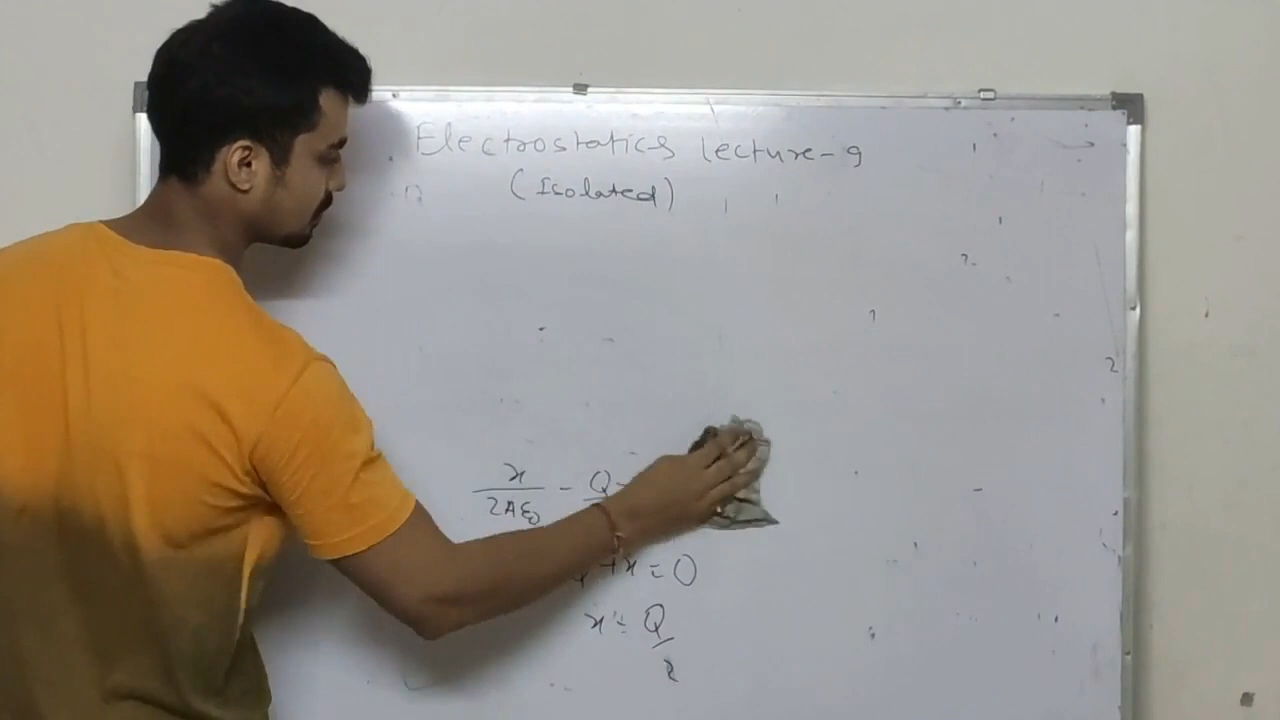 Electrostatics lecture-9
(Isolated)
x/2Aε₀ - Q-
+x = 0
x = Q/2